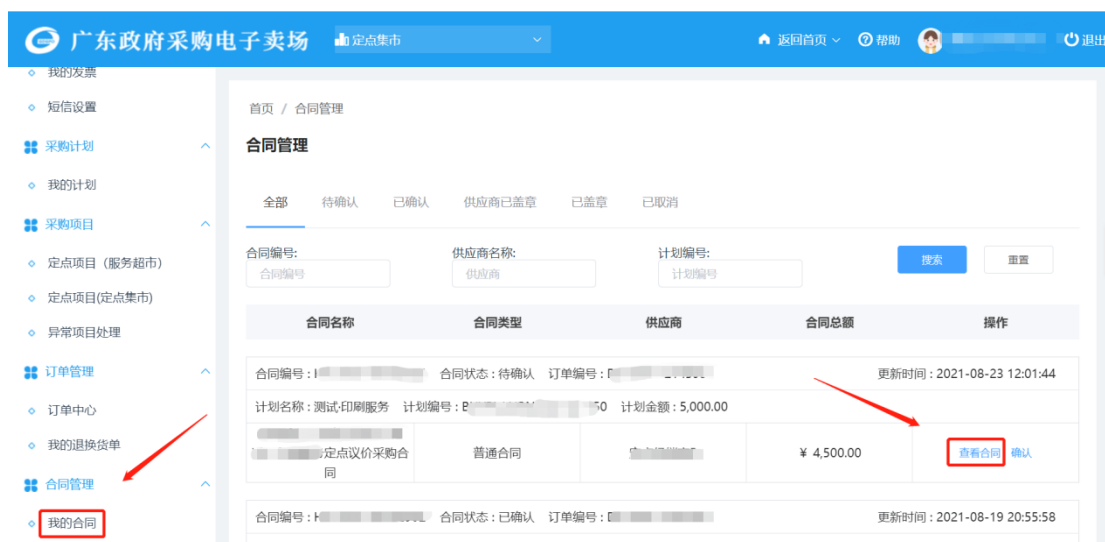 广东政府采购电子卖场
定点集市
返回首页
帮助
退出
我的发票
短信设置
采购计划
我的计划
采购项目
定点项目（服务超市）
定点项目(定点集市)
异常项目处理
订单管理
订单中心
我的退换货单
合同管理
我的合同
首页 / 合同管理
合同管理
全部 待确认 已确认 供应商已盖章 已盖章 已取消
合同编号: 供应商名称: 计划编号:
合同编号 供应商 计划编号 搜索 重置
合同名称 合同类型 供应商 合同总额 操作
合同编号 : 合同状态 : 待确认 订单编号 : 更新时间 : 2021-08-23 12:01:44
计划名称 : 测试-印刷服务 计划编号 : 计划金额 : 5,000.00
定点议价采购合同 普通合同 ¥ 4,500.00 查看合同 确认
合同编号 : 合同状态 : 已确认 订单编号 : 更新时间 : 2021-08-19 20:55:58